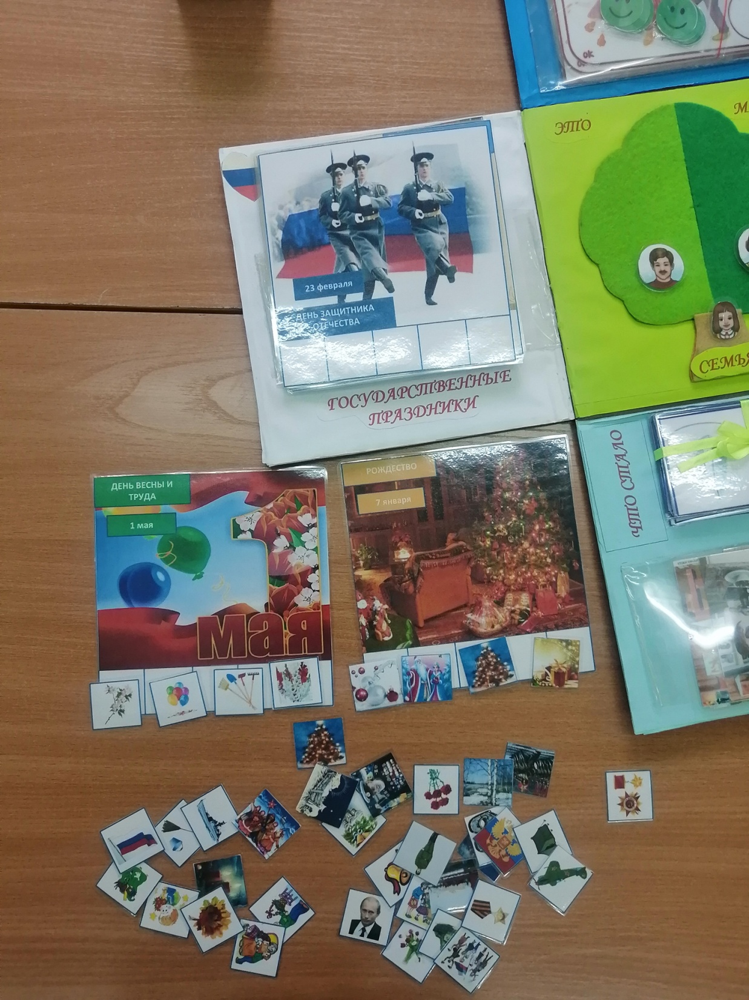 ОК
ЭТО
23 февраля
ДЕНЬ ЗАЩИТНИКА
ОТЕЧЕСТВА
СЕМЬЯ
ГОСУДАРСТВЕННЫЕ
ПРАЗДНИКИ
ЧТО СТАЛО
ДЕНЬ ВЕСНЫ И
ТРУДА
1 мая
1
мая
РОЖДЕСТВО
7 января